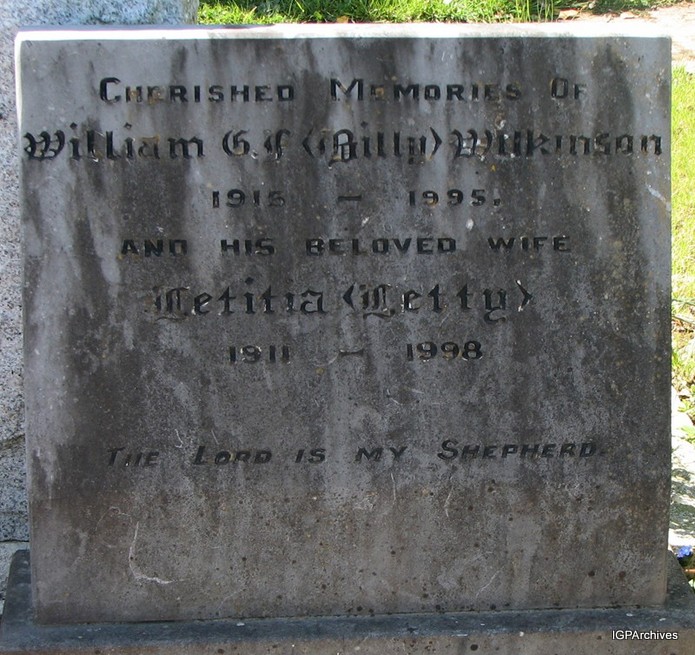 Cherished Memories Of
William G.F (Billy) Wilkinson
1915 – 1995.
AND HIS BELOVED WIFE
Letitia (Letty)
1911 – 1998
The Lord is my Shepherd.
IGPArchives